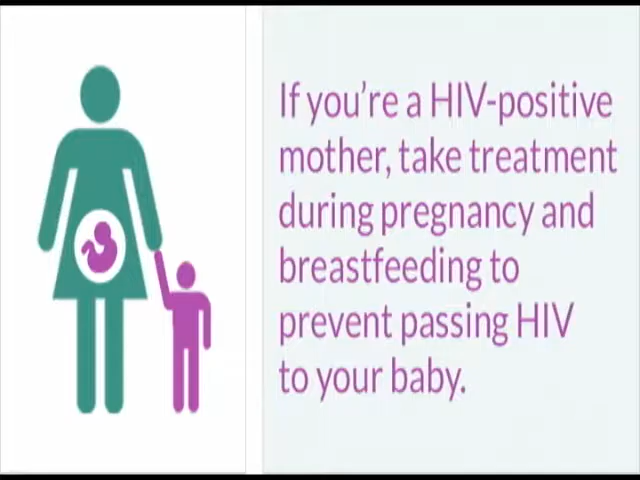 If you’re a HIV-positive
mother, take treatment
during pregnancy and
breastfeeding to
prevent passing HIV
to your baby.